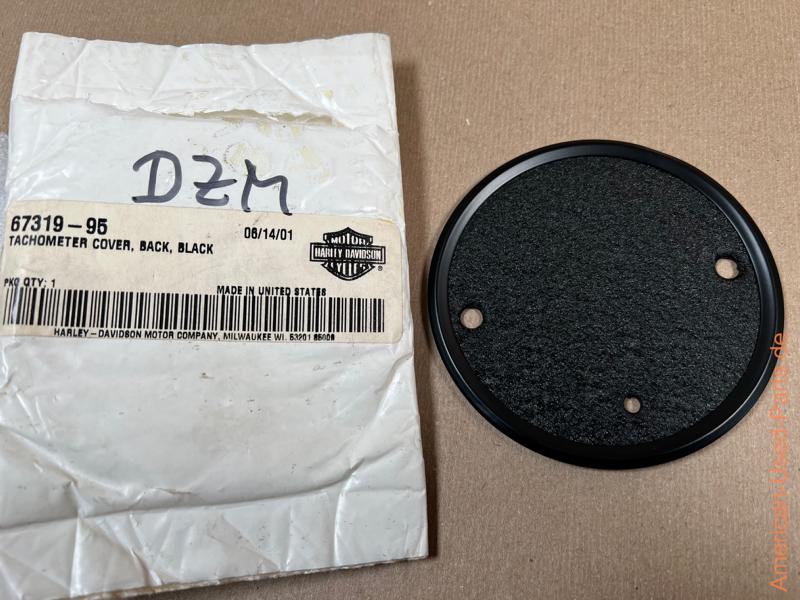 DZM
67319-95 06/14/01
TACHOMETER COVER, BACK, BLACK
MOTOR
HARLEY-DAVIDSON
CYCLES
®
PKG QTY: 1
MADE IN UNITED STATES
HARLEY-DAVIDSON MOTOR COMPANY, MILWAUKEE WI. 53201
American-Used-Parts.de